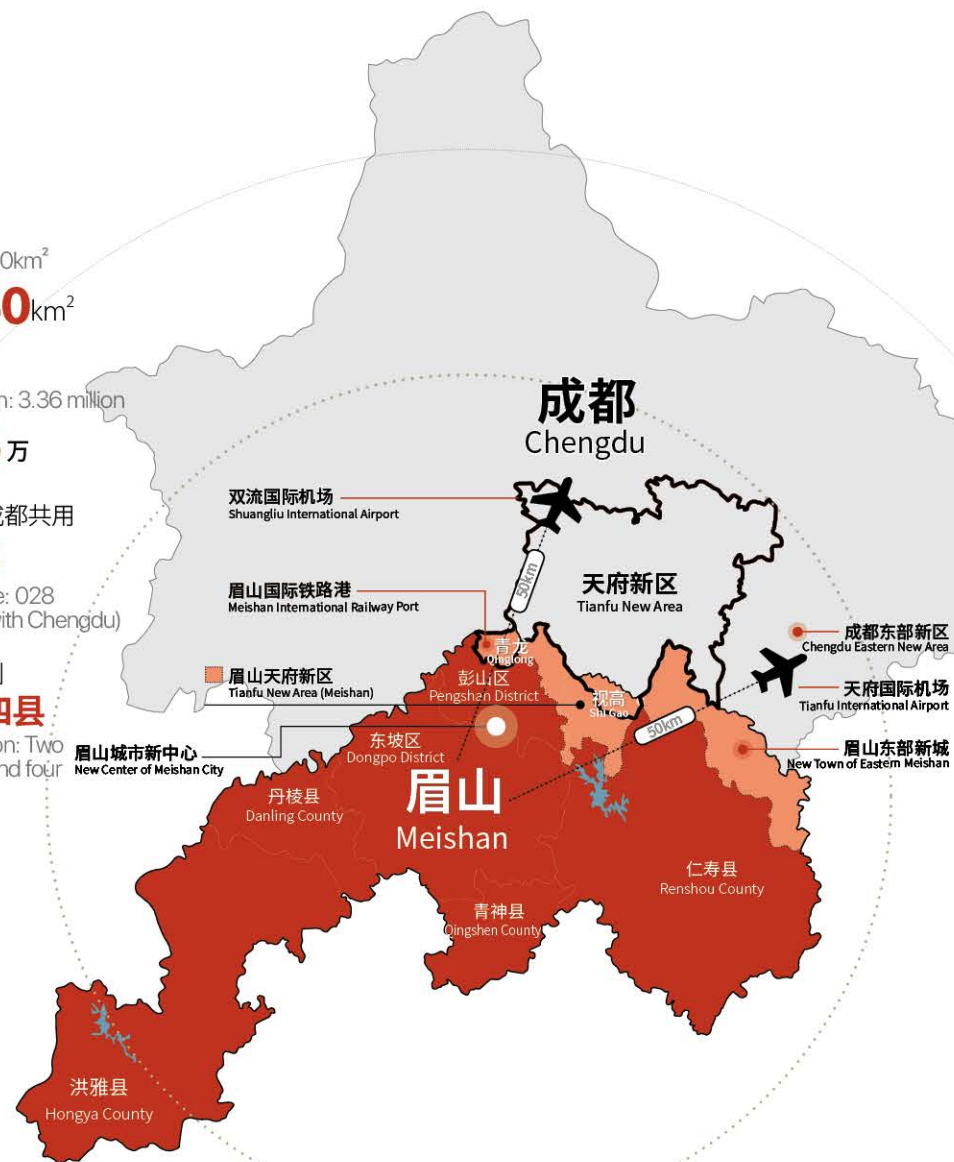 0km²
0km²
n: 3.36 million
万
成都共用
e: 028
with Chengdu)
四县
on: Two
nd four
成都
Chengdu
双流国际机场
Shuangliu International Airport
50km
眉山国际铁路港
Meishan International Railway Port
天府新区
Tianfu New Area
成都东部新区
Chengdu Eastern New Area
青龙
Qinglong
眉山天府新区
Tianfu New Area (Meishan)
彭山区
Pengshan District
视高
Shi Gao
天府国际机场
Tianfu International Airport
50km
眉山城市新中心
New Center of Meishan City
东坡区
Dongpo District
眉山东部新城
New Town of Eastern Meishan
眉山
Meishan
丹棱县
Danling County
仁寿县
Renshou County
青神县
Qingshen County
洪雅县
Hongya County